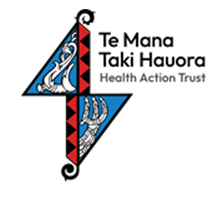 Te Mana
Taki Hauora
Health Action Trust